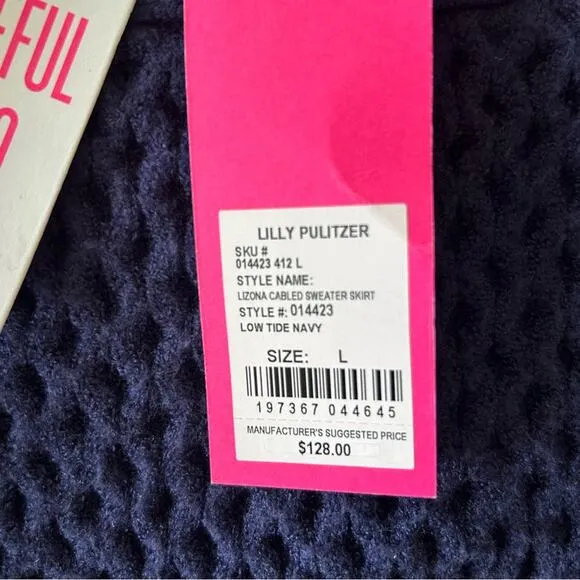 FUL
LILLY PULITZER
SKU #
014423 412 L
STYLE NAME:
LIZONA CABLED SWEATER SKIRT
STYLE #: 014423
LOW TIDE NAVY
SIZE: L
197367 044645
MANUFACTURER'S SUGGESTED PRICE
$128.00